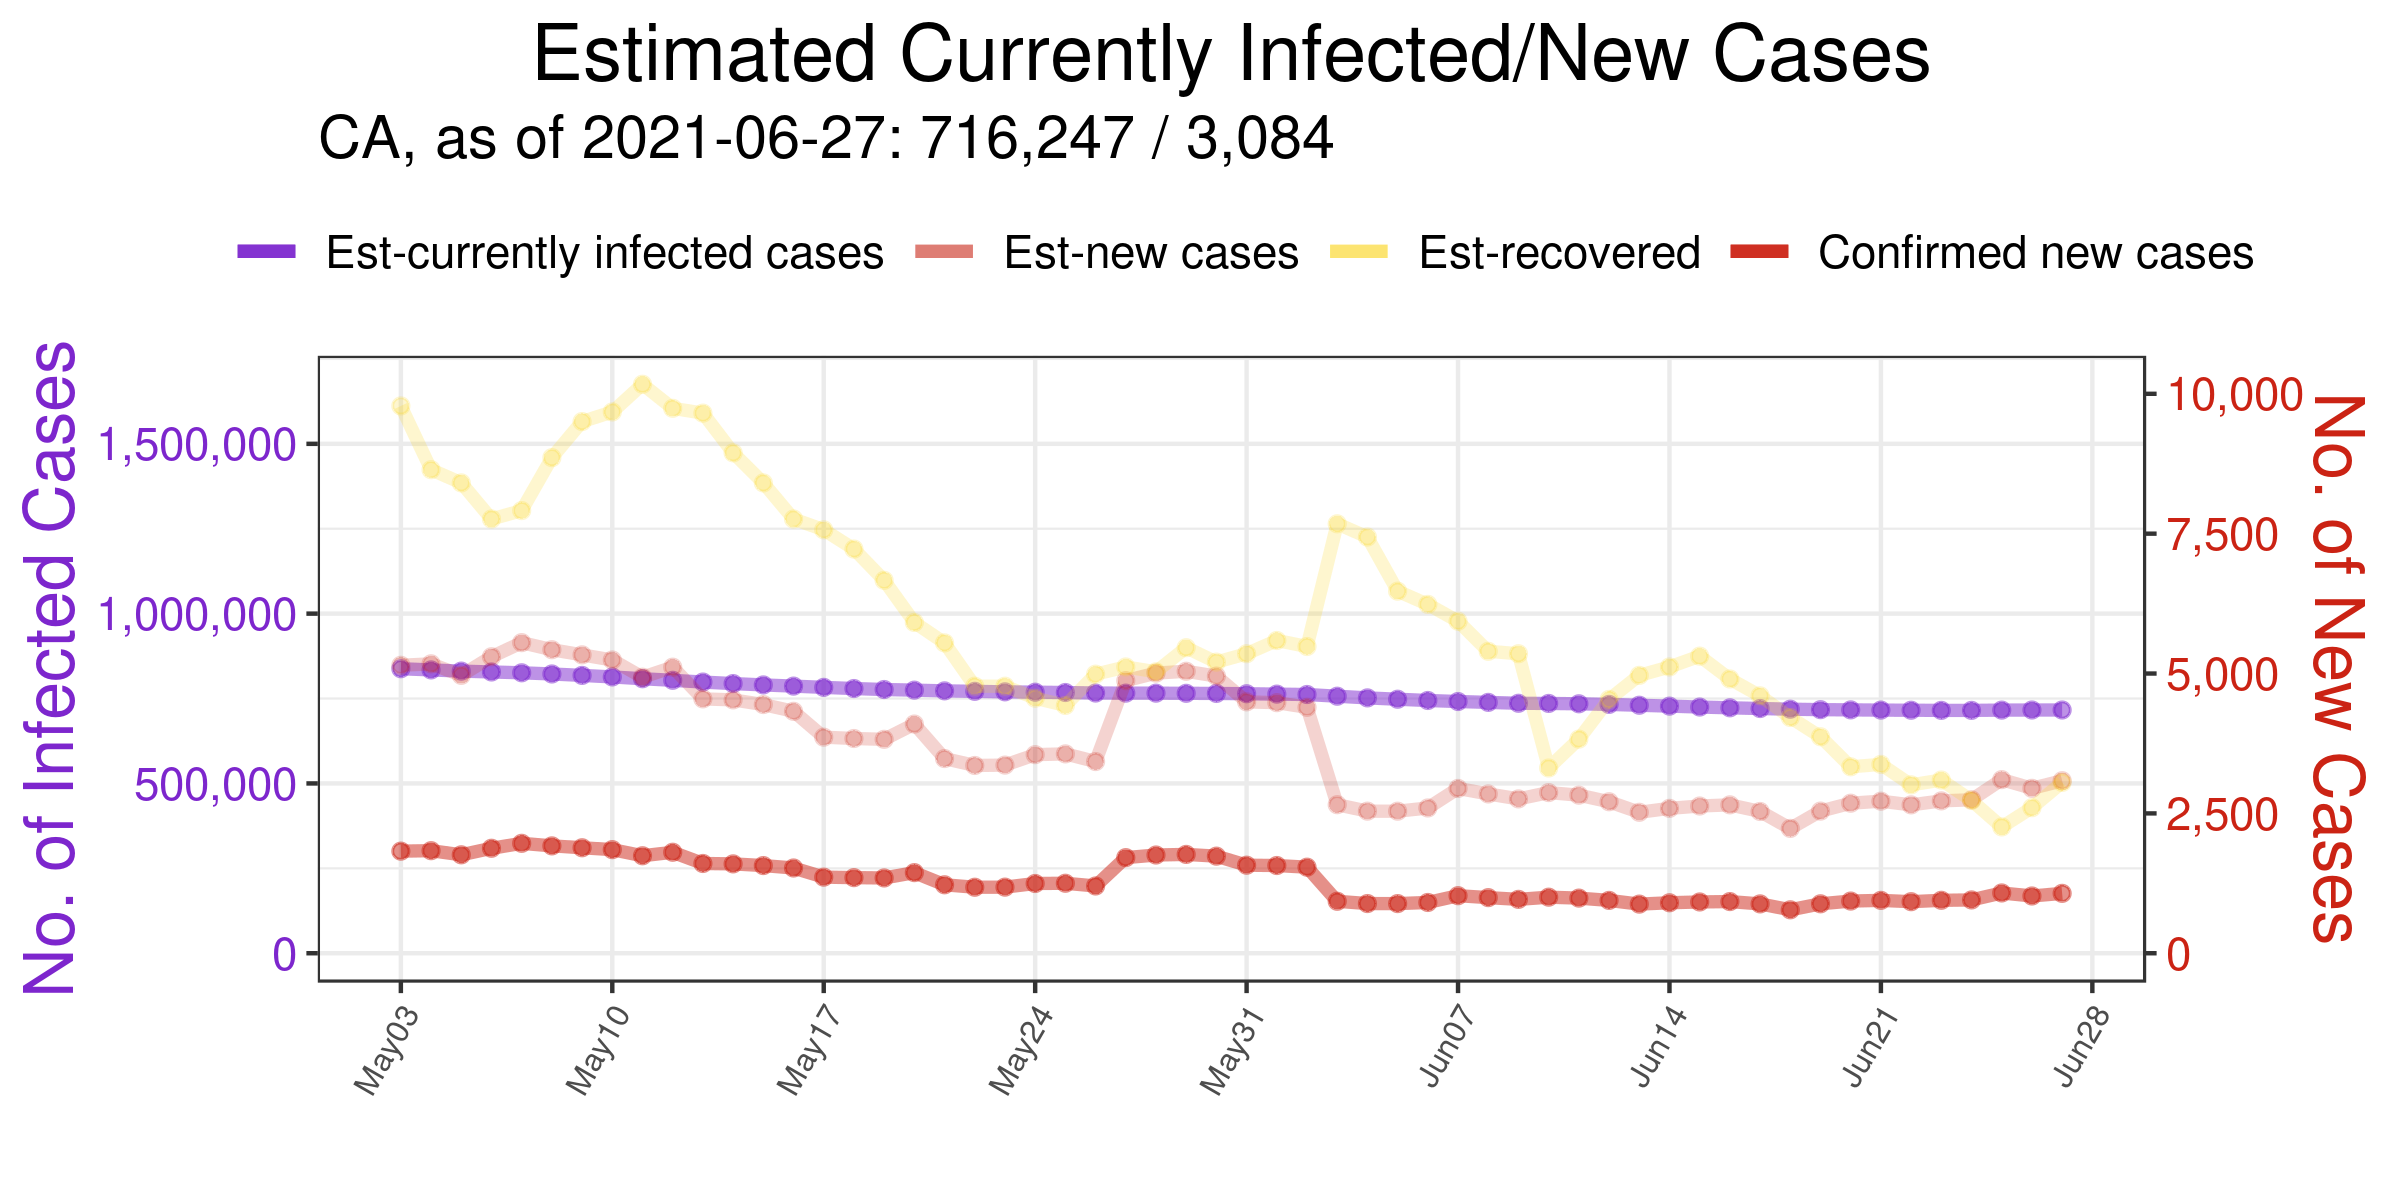 Estimated Currently Infected/New Cases
CA, as of 2021-06-27: 716,247 / 3,084
Est-currently infected cases Est-new cases Est-recovered Confirmed new cases
No. of Infected Cases
1,500,000
1,000,000
500,000
0
10,000
7,500
5,000
2,500
0
No. of New Cases
May03 May10 May17 May24 May31 Jun07 Jun14 Jun21 Jun28